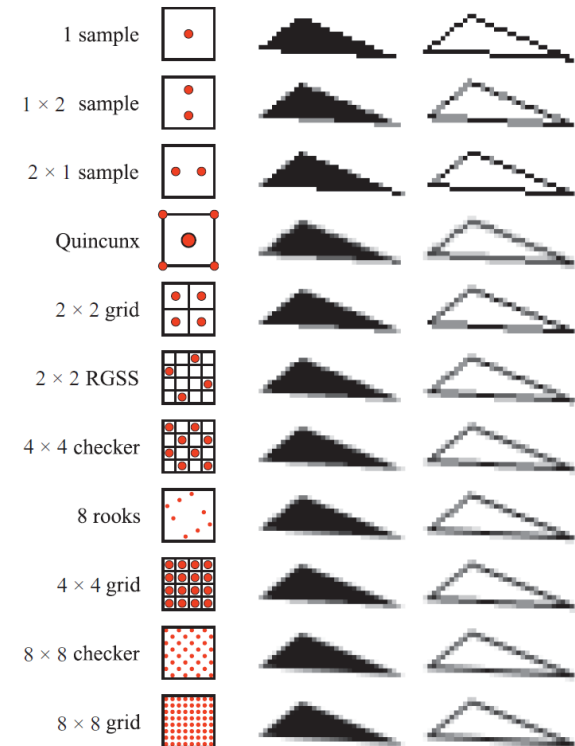 1 sample
1 × 2 sample
2 × 1 sample
Quincunx
2 × 2 grid
2 × 2 RGSS
4 × 4 checker
8 rooks
4 × 4 grid
8 × 8 checker
8 × 8 grid